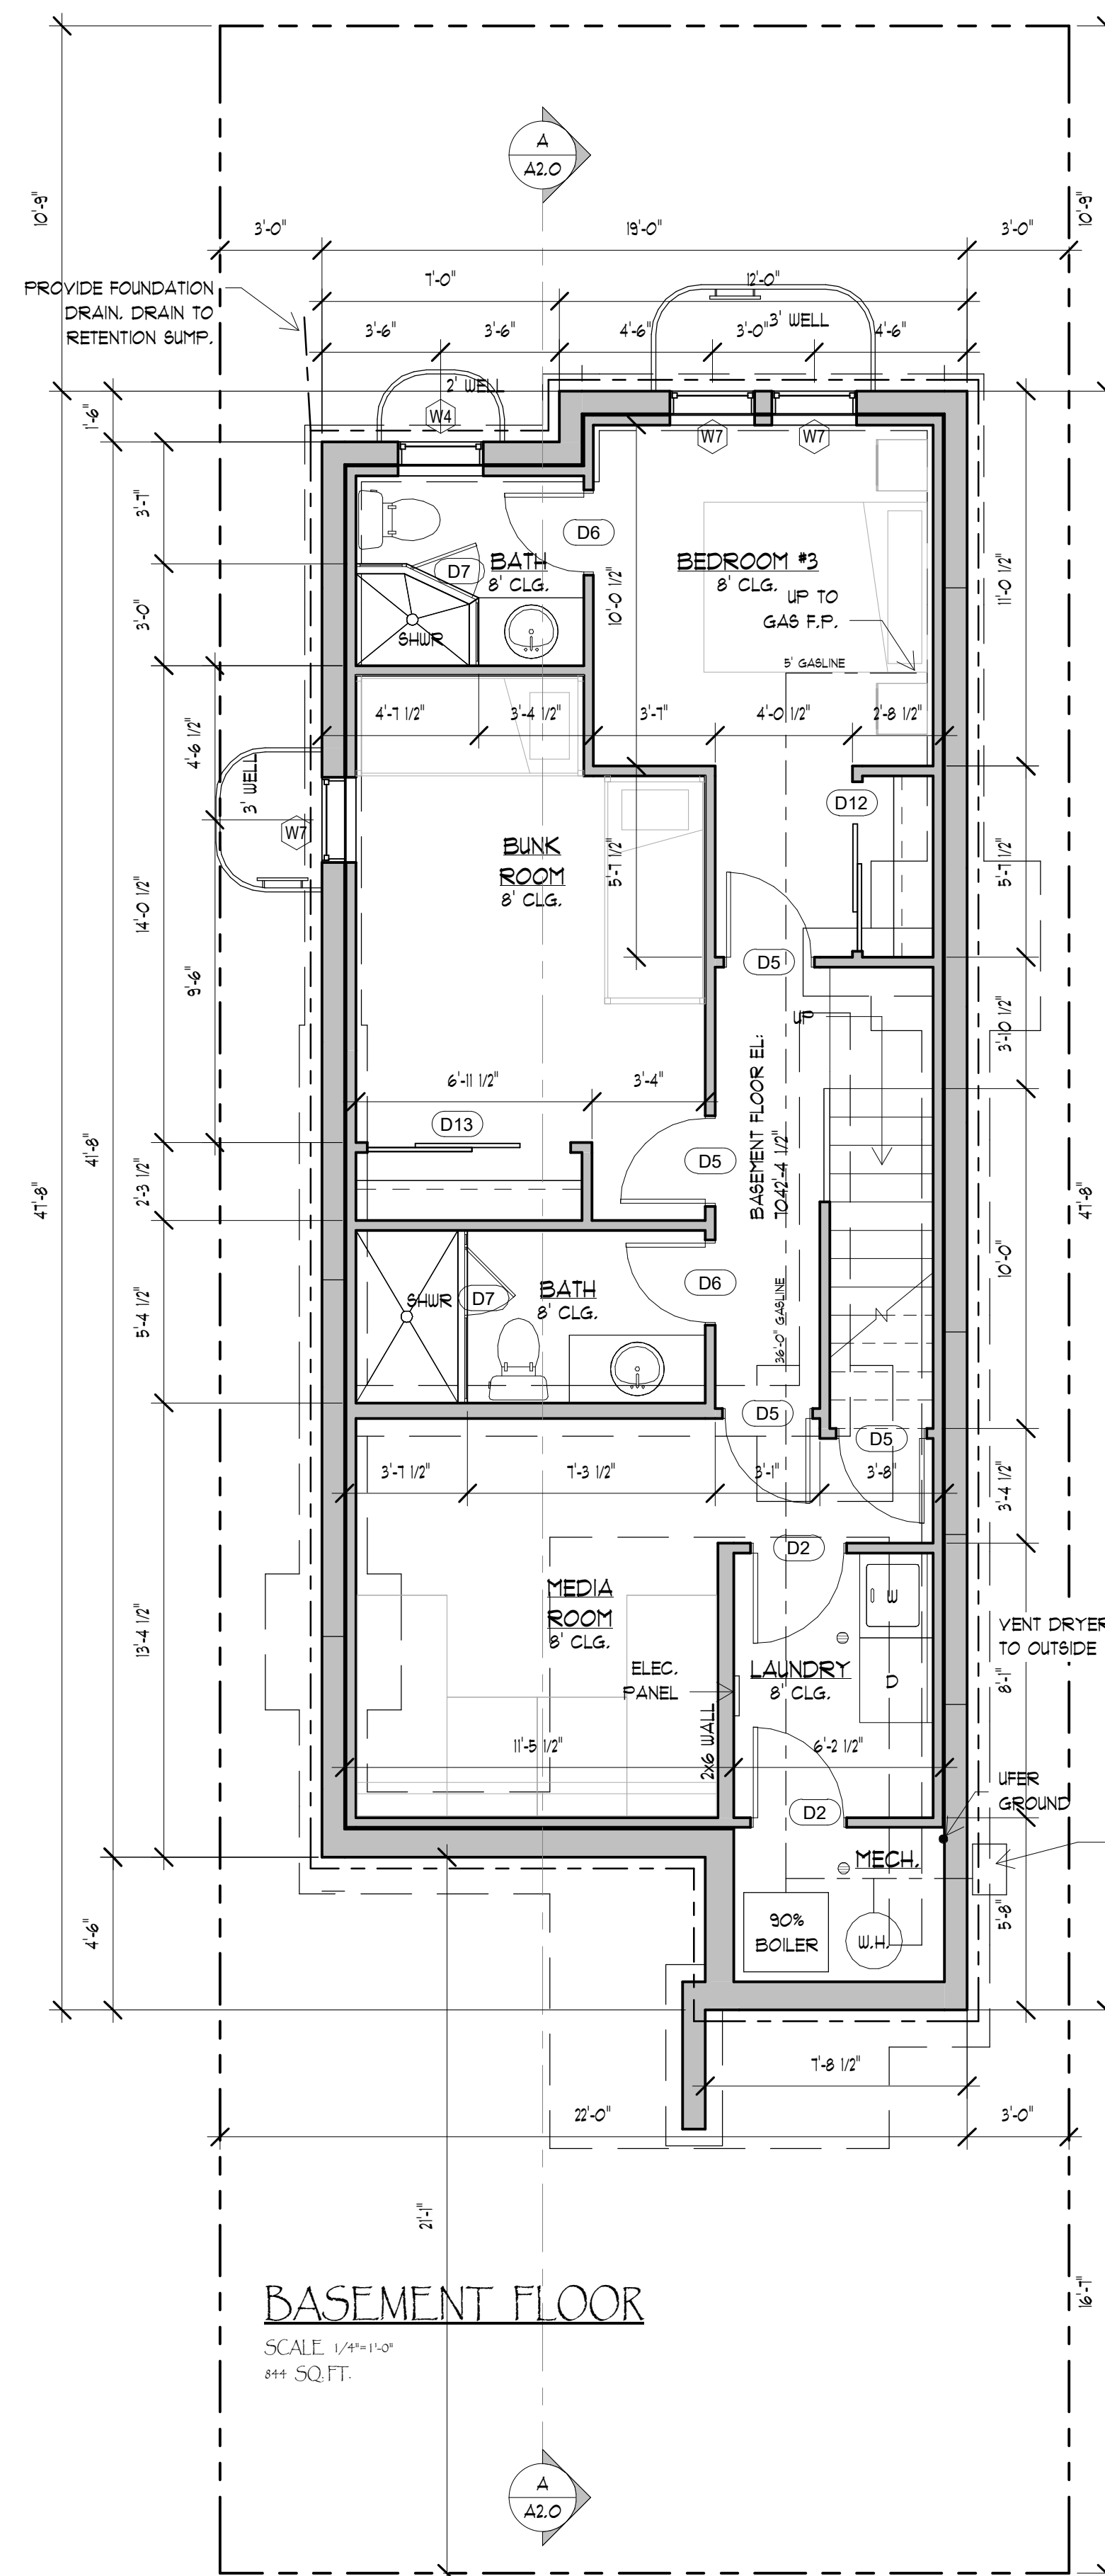 A
A2.0
10'-9"
10'-9"
3'-0"
19'-0"
3'-0"
PROVIDE FOUNDATION
DRAIN. DRAIN TO
RETENTION SUMP.
7'-0"
12'-0"
3'-6"
3'-6"
4'-6"
3'-0"
3' WELL
4'-6"
2' WELL
W4
W7
W7
1'-6"
3'-7"
D6
BATH
8' CLG.
D7
BEDROOM #3
8' CLG.
UP TO
GAS F.P.
10'-0 1/2"
11'-0 1/2"
3'-0"
SHWR
5' GASLINE
4'-7 1/2"
3'-4 1/2"
3'-7"
4'-0 1/2"
2'-8 1/2"
4'-6 1/2"
3' WELL
W7
D12
BUNK
ROOM
8' CLG.
5'-7 1/2"
5'-7 1/2"
14'-0 1/2"
9'-6"
D5
UP
3'-10 1/2"
BASEMENT FLOOR EL:
7042'-4 1/2"
6'-11 1/2"
3'-4"
D13
D5
41'-8"
2'-3 1/2"
47'-8"
47'-8"
10'-0"
SHWR
D7
BATH
8' CLG.
D6
36'-0" GASLINE
5'-4 1/2"
D5
D5
3'-7 1/2"
7'-3 1/2"
3'-1"
3'-8"
3'-4 1/2"
D2
MEDIA
ROOM
8' CLG.
W
VENT DRYER
TO OUTSIDE
13'-4 1/2"
ELEC.
PANEL
LAUNDRY
8' CLG.
D
8'-1"
2x6 WALL
11'-5 1/2"
6'-2 1/2"
D2
UFER
GROUND
MECH.
90%
BOILER
W.H.
5'-8"
4'-6"
7'-8 1/2"
22'-0"
3'-0"
21'-1"
16'-7"
BASEMENT FLOOR
SCALE 1/4"=1'-0"
844 SQ.FT.
A
A2.0